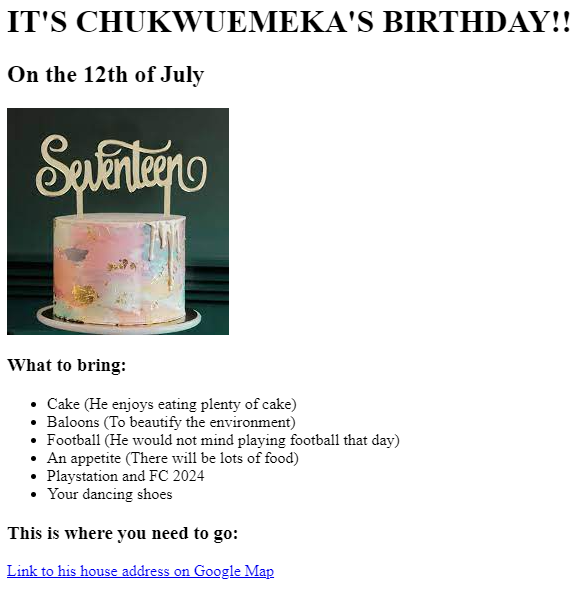 IT'S CHUKWUEMEKA'S BIRTHDAY!!
On the 12th of July
Seventeen
What to bring:
Cake (He enjoys eating plenty of cake)
Baloons (To beautify the environment)
Football (He would not mind playing football that day)
An appetite (There will be lots of food)
Playstation and FC 2024
Your dancing shoes
This is where you need to go:
Link to his house address on Google Map